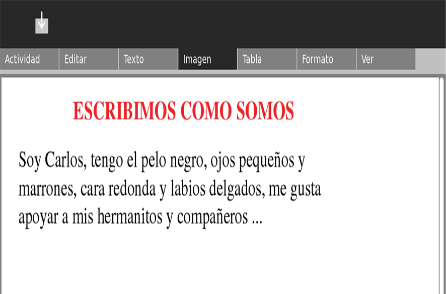 Actividad Editar Texto Imagen Tabla Formato Ver
ESCRIBIMOS COMO SOMOS
Soy Carlos, tengo el pelo negro, ojos pequeños y
marrones, cara redonda y labios delgados, me gusta
apoyar a mis hermanitos y compañeros ...